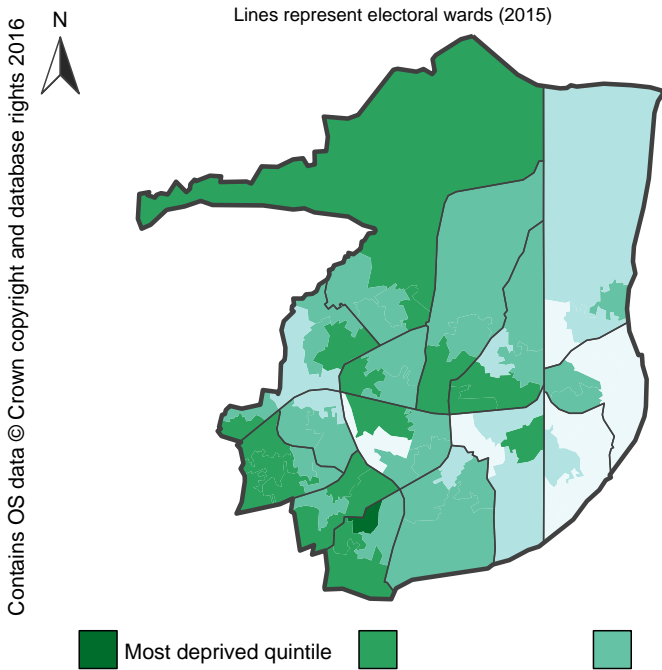 Lines represent electoral wards (2015)
N
Contains OS data © Crown copyright and database rights 2016
Most deprived quintile